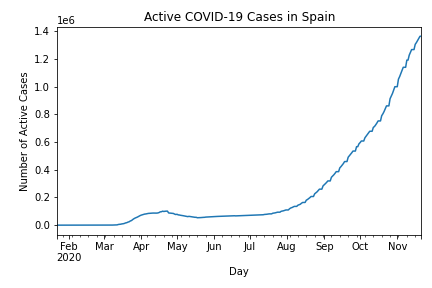 Active COVID-19 Cases in Spain
1e6
1.4
1.2
1.0
0.8
0.6
0.4
0.2
0.0
Number of Active Cases
Feb Mar Apr May Jun Jul Aug Sep Oct Nov
2020
Day